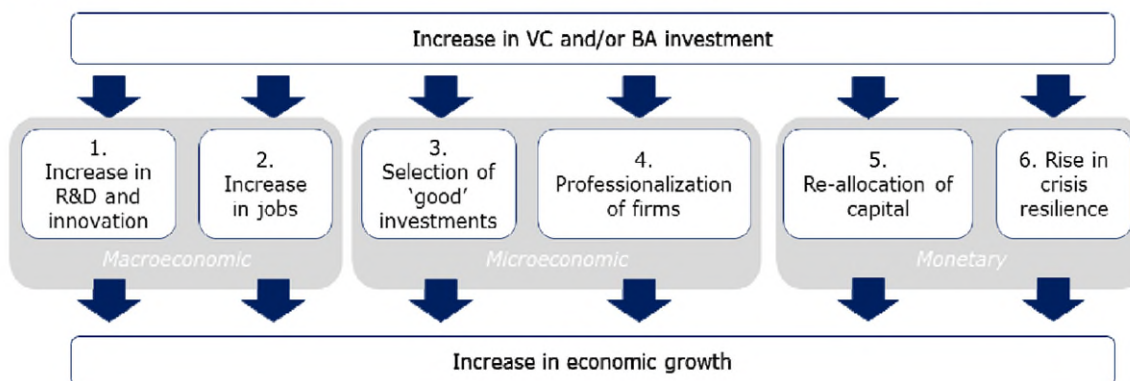 Increase in VC and/or BA investment
1.
Increase in
R&D and
innovation
2.
Increase
in jobs
Macroeconomic
3.
Selection of
‘good’
investments
4.
Professionalization
of firms
Microeconomic
5.
Re-allocation of
capital
6. Rise in
crisis
resilience
Monetary
Increase in economic growth